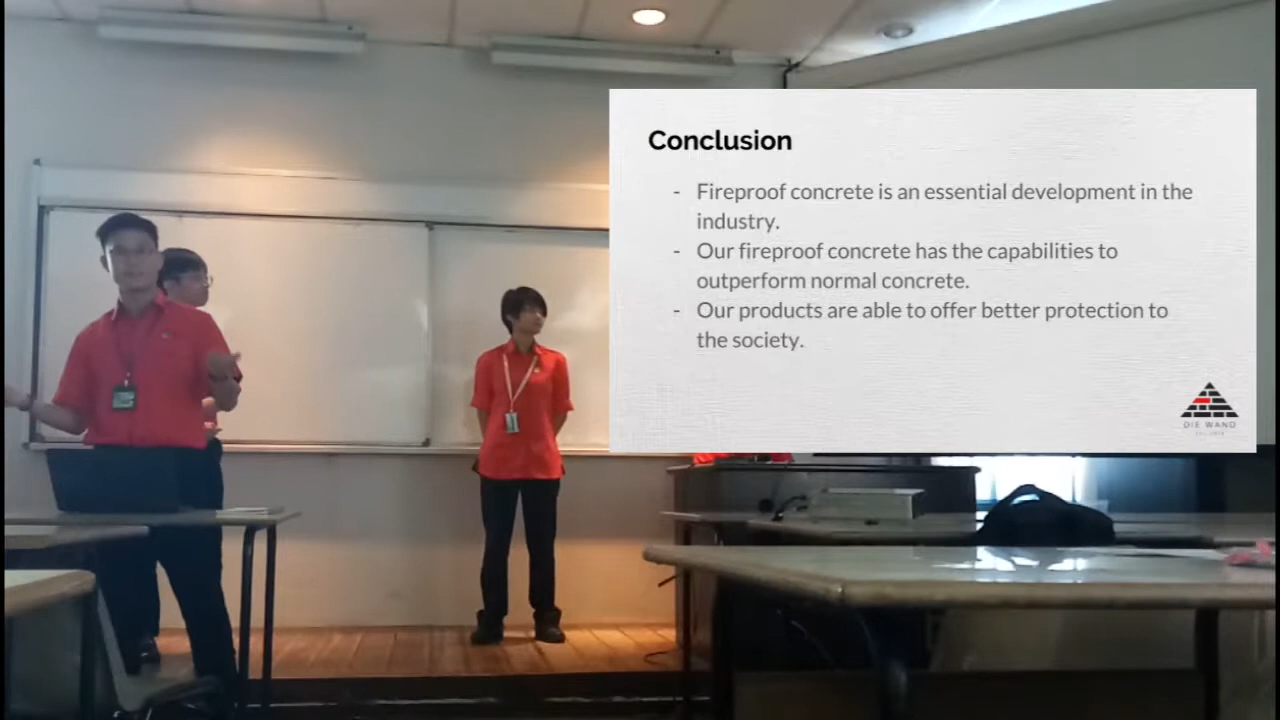 Conclusion
- Fireproof concrete is an essential development in the
industry.
- Our fireproof concrete has the capabilities to
outperform normal concrete.
- Our products are able to offer better protection to
the society.
DIE WAND